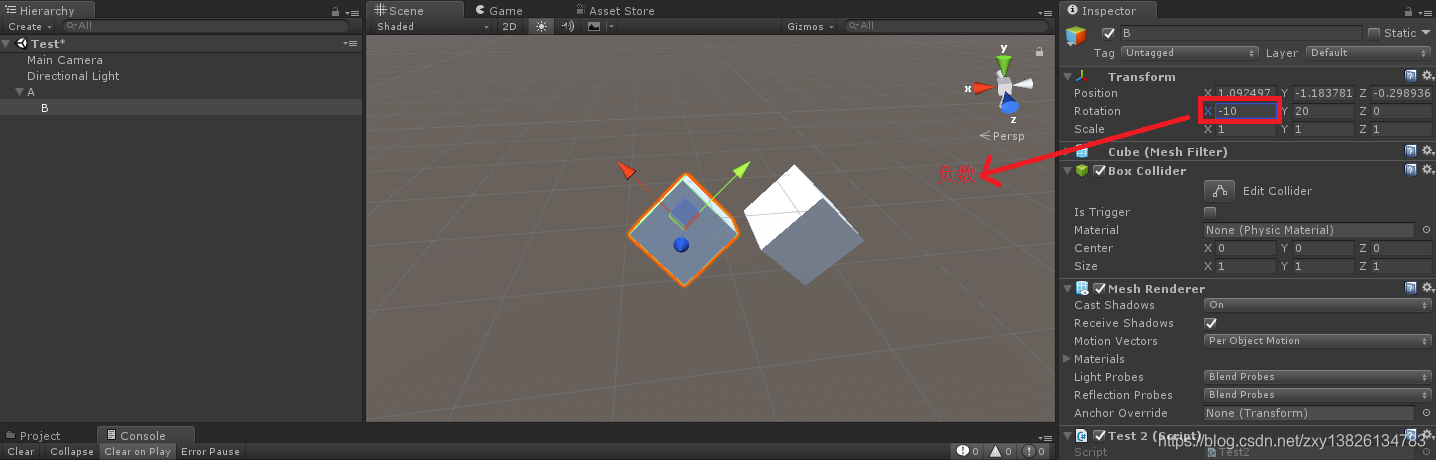 Hierarchy
Create All
Test*
Main Camera
Directional Light
A
B
Scene Game Asset Store
Shaded 2D Gizmos All
y
x
z
Persp
负数
Inspector
B Static
Tag Untagged Layer Default
Transform
Position X 1.092497 Y -1.183781 Z -0.298936
Rotation X -10 Y 20 Z 0
Scale X 1 Y 1 Z 1
Cube (Mesh Filter)
Box Collider
Edit Collider
Is Trigger
Material None (Physic Material)
Center X 0 Y 0 Z 0
Size X 1 Y 1 Z 1
Mesh Renderer
Cast Shadows On
Receive Shadows
Motion Vectors Per Object Motion
Materials
Light Probes Blend Probes
Reflection Probes Blend Probes
Anchor Override None (Transform)
Test 2 (Script)
Script Test2
Project Console
Clear Collapse Clear on Play Error Pause 0 0 0
https://blog.csdn.net/zxy13826134783